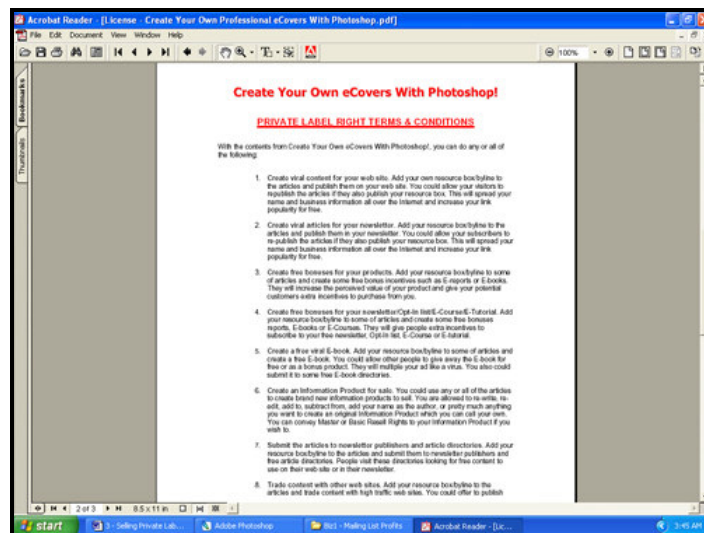 Acrobat Reader - [License - Create Your Own Professional eCovers With Photoshop.pdf]
File Edit Document View Window Help
100%
Bookmarks
Thumbnails
Create Your Own eCovers With Photoshop!
PRIVATE LABEL RIGHT TERMS & CONDITIONS
With the contents from Create Your Own eCovers With Photoshop!, you can do any or all of
the following:
1. Create viral content for your web site. Add your own resource box/byline to
the articles and publish them on your web site. You could allow your visitors to
republish the articles if they also publish your resource box. This will spread your
name and business information all over the Internet and increase your link
popularity for free.
2. Create viral articles for your newsletter. Add your resource box/byline to the
articles and publish them in your newsletter. You could allow your subscribers to
re-publish the articles if they also publish your resource box. This will spread your
name and business information all over the Internet and increase your link
popularity for free.
3. Create free bonuses for your products. Add your resource box/byline to some
of articles and create some free bonus incentives such as E-reports or E-books.
They will increase the perceived value of your product and give your potential
customers extra incentives to purchase from you.
4. Create free bonuses for your newsletter/Opt-In list/E-Course/E-Tutorial. Add
your resource box/byline to some of articles and create some free bonuses
reports, E-books or E-Courses. They will give people extra incentives to
subscribe to your free newsletter, Opt-In list, E-Course or E-tutorial.
5. Create a free viral E-book. Add your resource box/byline to some of articles and
create a free E-book. You could allow other people to give away the E-book for
free or as a bonus product. They will multiple your ad like a virus. You also could
submit it to some free E-book directories.
6. Create an Information Product for sale. You could use any or all of the articles
to create brand new information products to sell. You are allowed to re-write, re-
edit, add to, subtract from, add your name as the author, or pretty much anything
you want to create an original Information Product which you can call your own.
You can convey Master or Basic Resell Rights to your Information Product if you
wish to.
7. Submit the articles to newsletter publishers and article directories. Add your
resource box/byline to the articles and submit them to newsletter publishers and
free article directories. People visit these directories looking for free content to
use on their web site or in their newsletter.
8. Trade content with other web sites. Add your resource box/byline to the
articles and trade content with high traffic web sites. You could offer to publish
2 of 3 8.5 x 11 in
start 3 - Selling Private Lab... Adobe Photoshop Biz1 - Mailing List Profits Acrobat Reader - [Lic... 3:45 AM